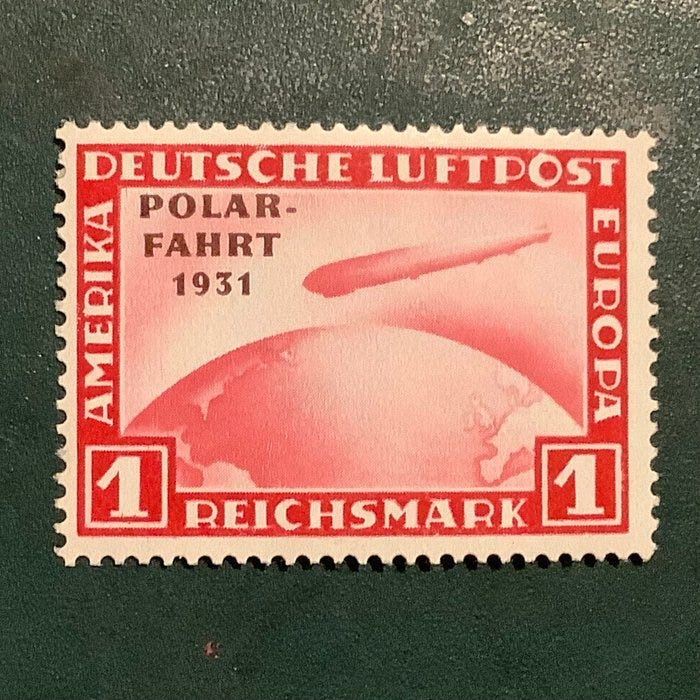 DEUTSCHE LUFTPOST
AMERIKA
POLAR-
FAHRT
1931
EUROPA
1
REICHSMARK
1